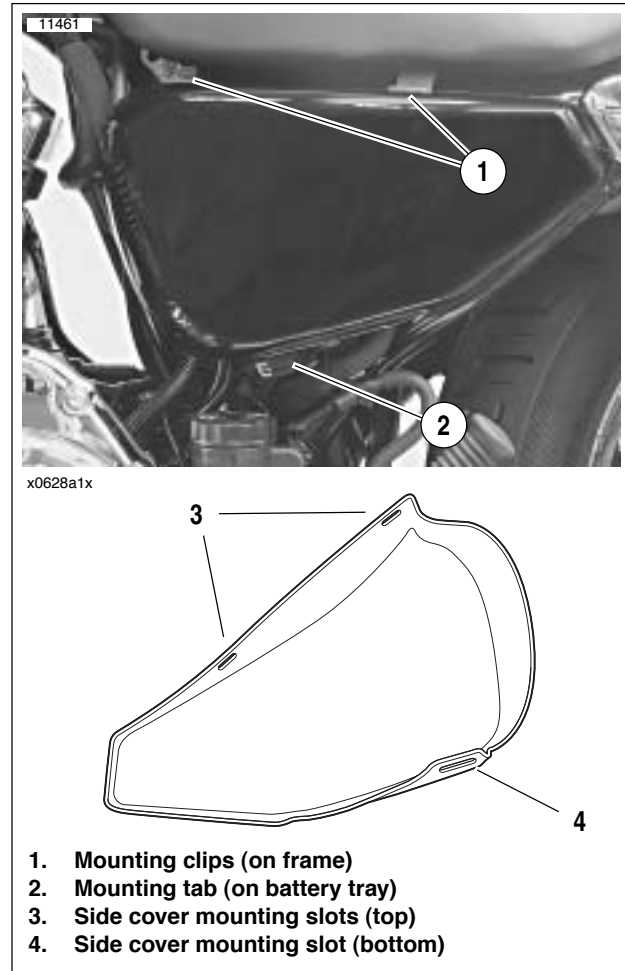 11461
1
2
x0628a1x
3
4
1. Mounting clips (on frame)
2. Mounting tab (on battery tray)
3. Side cover mounting slots (top)
4. Side cover mounting slot (bottom)